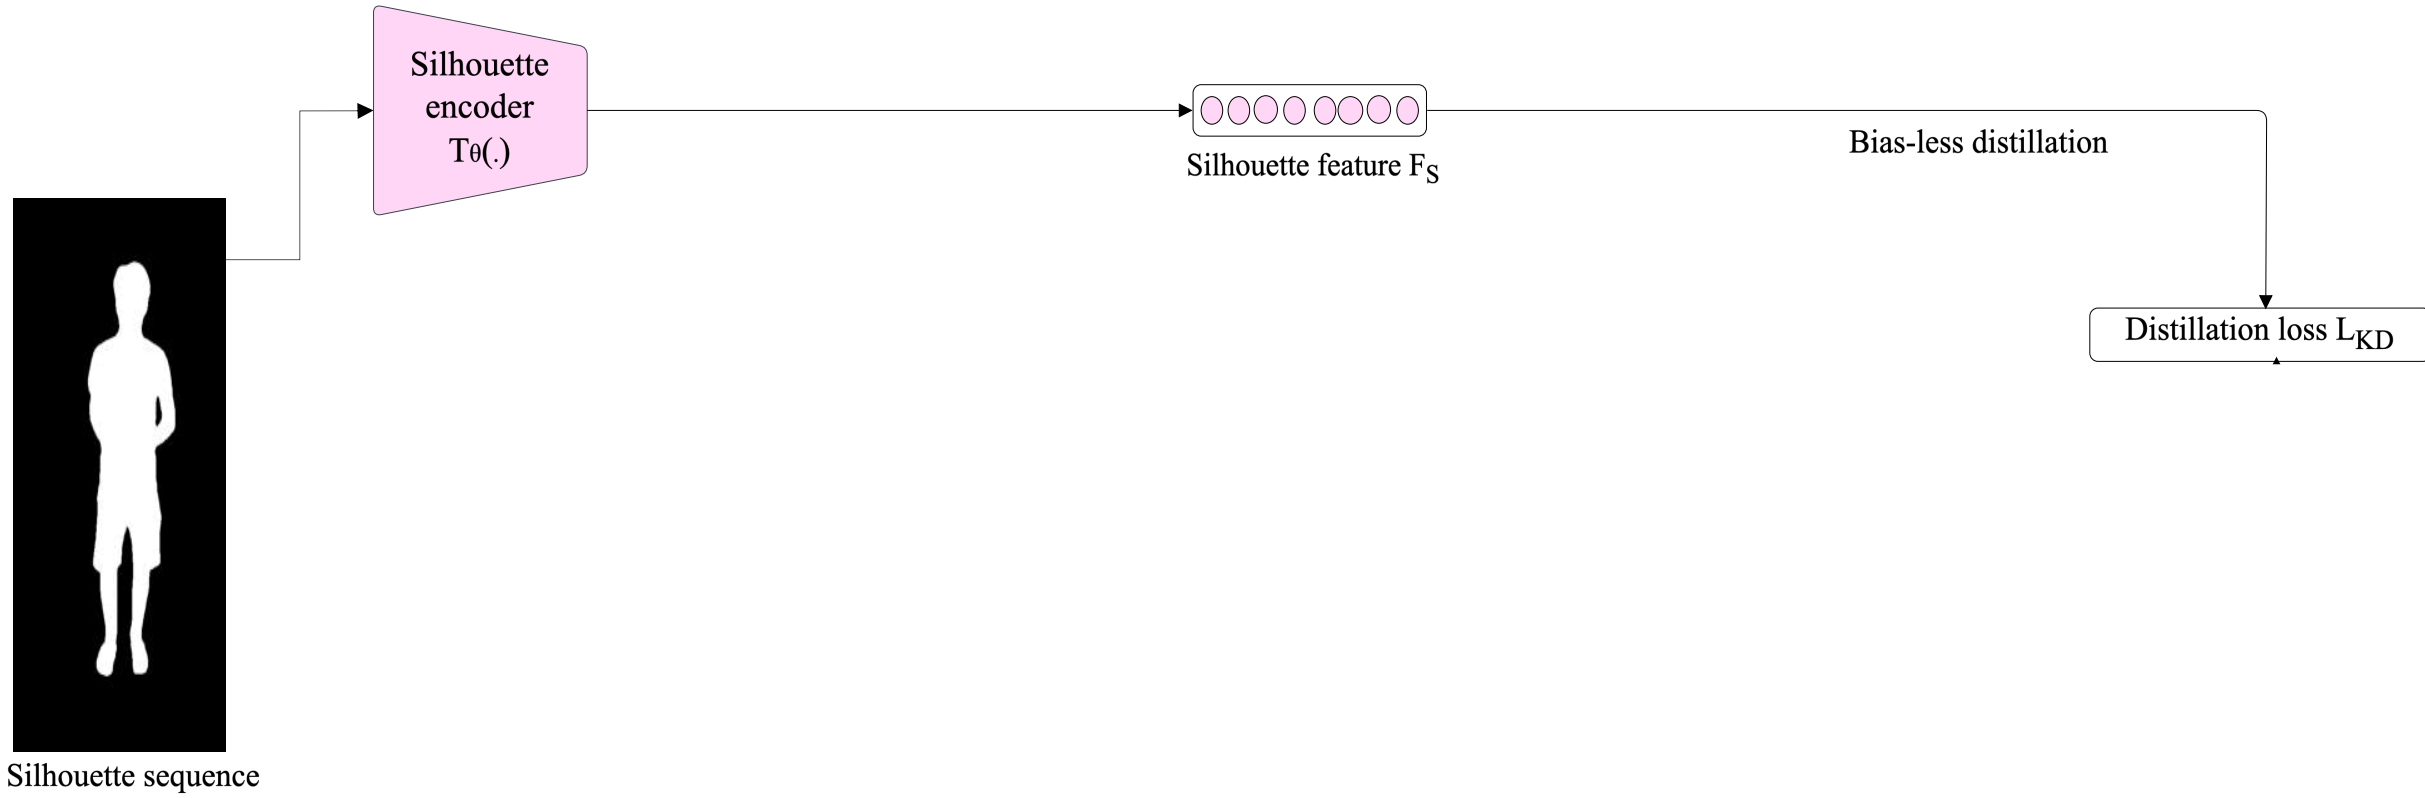 Silhouette
encoder
Tθ(.)
Silhouette feature FS
Bias-less distillation
Distillation loss LKD
Silhouette sequence